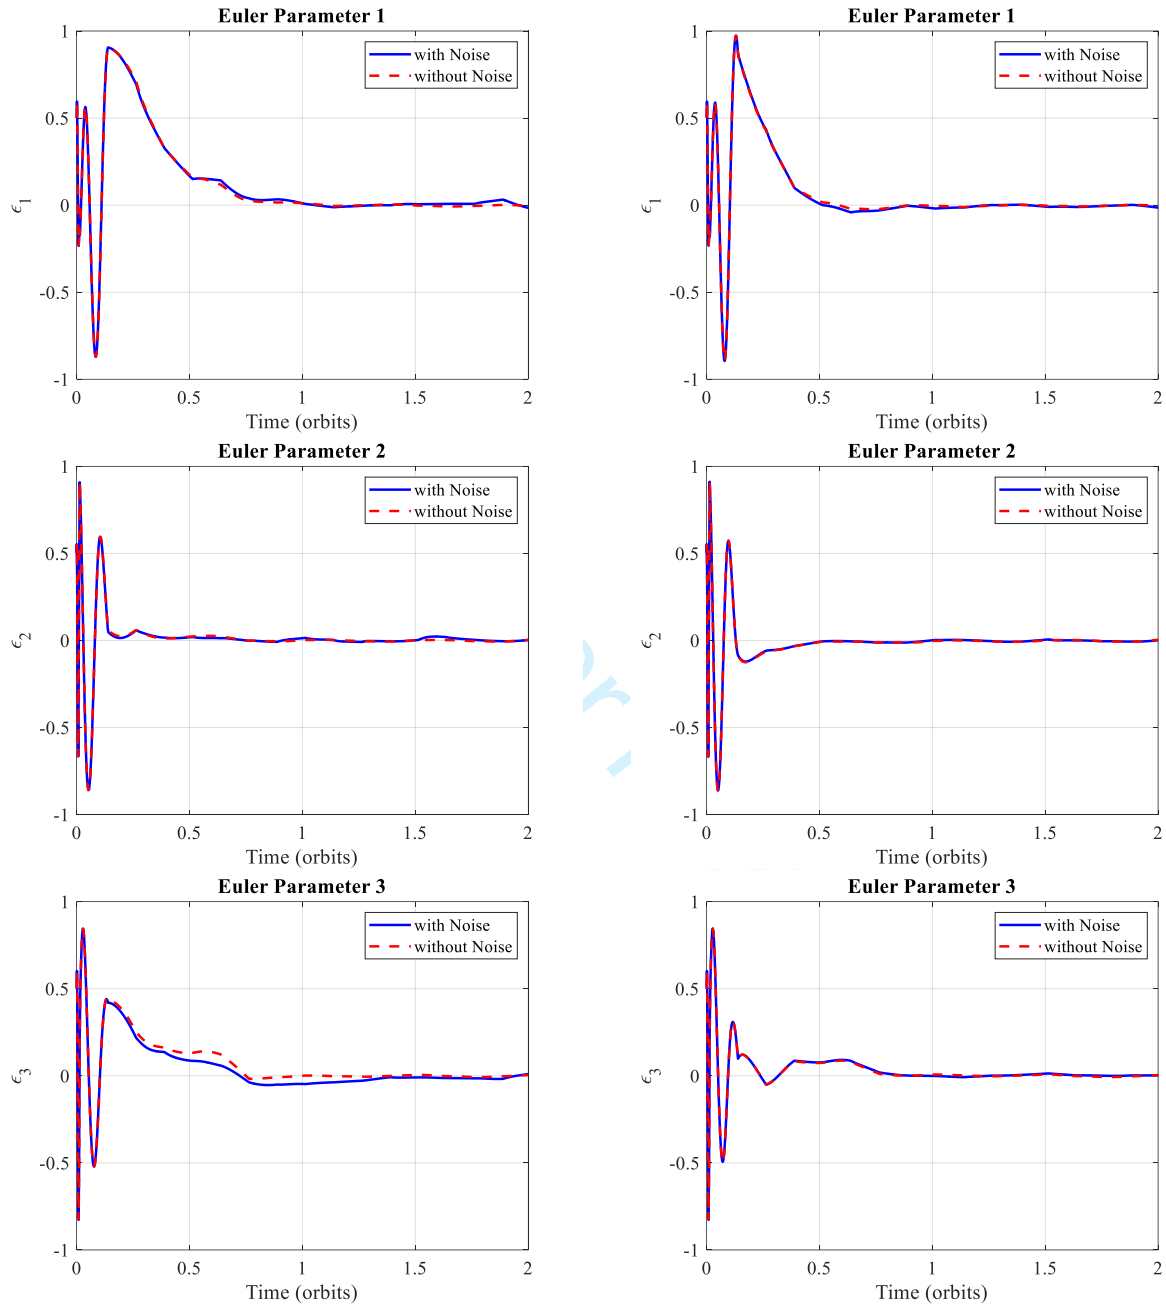 Euler Parameter 1
with Noise
without Noise
1
0.5
0
-0.5
-1
ϵ1
0 0.5 1 1.5 2
Time (orbits)
Euler Parameter 1
with Noise
without Noise
1
0.5
0
-0.5
-1
ϵ1
0 0.5 1 1.5 2
Time (orbits)
Euler Parameter 2
with Noise
without Noise
1
0.5
0
-0.5
-1
ϵ2
0 0.5 1 1.5 2
Time (orbits)
Euler Parameter 2
with Noise
without Noise
1
0.5
0
-0.5
-1
ϵ2
0 0.5 1 1.5 2
Time (orbits)
Euler Parameter 3
with Noise
without Noise
1
0.5
0
-0.5
-1
ϵ3
0 0.5 1 1.5 2
Time (orbits)
Euler Parameter 3
with Noise
without Noise
1
0.5
0
-0.5
-1
ϵ3
0 0.5 1 1.5 2
Time (orbits)